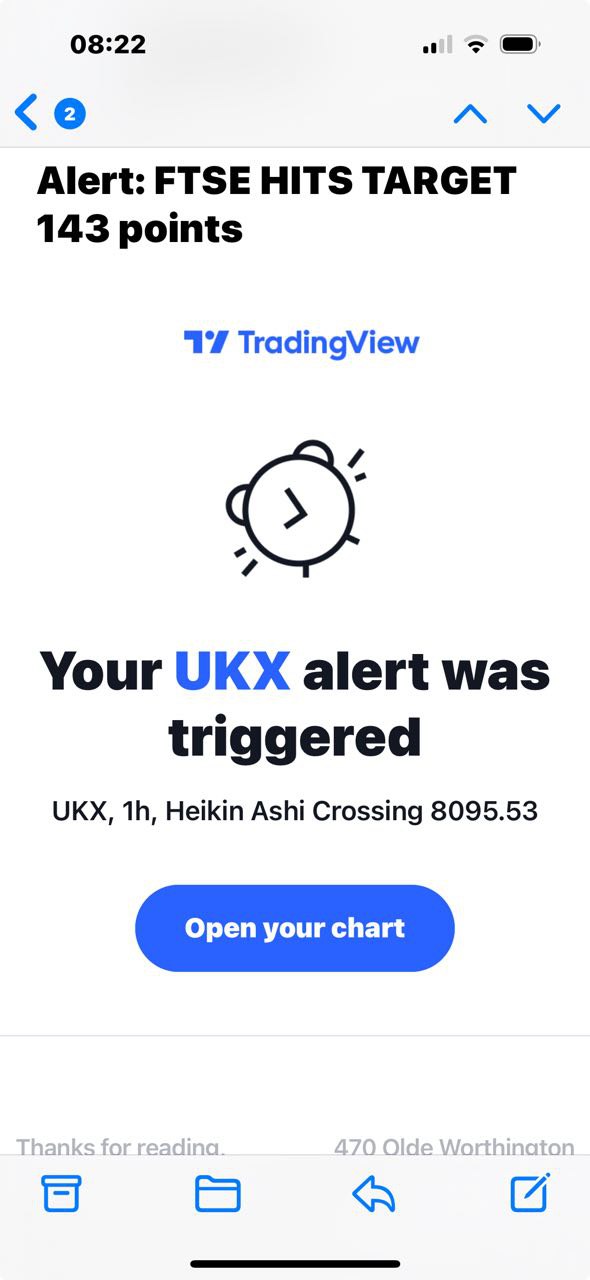 08:22
2
Alert: FTSE HITS TARGET
143 points
TradingView
Your UKX alert was
triggered
UKX, 1h, Heikin Ashi Crossing 8095.53
Open your chart
Thanks for reading,
470 Olde Worthington